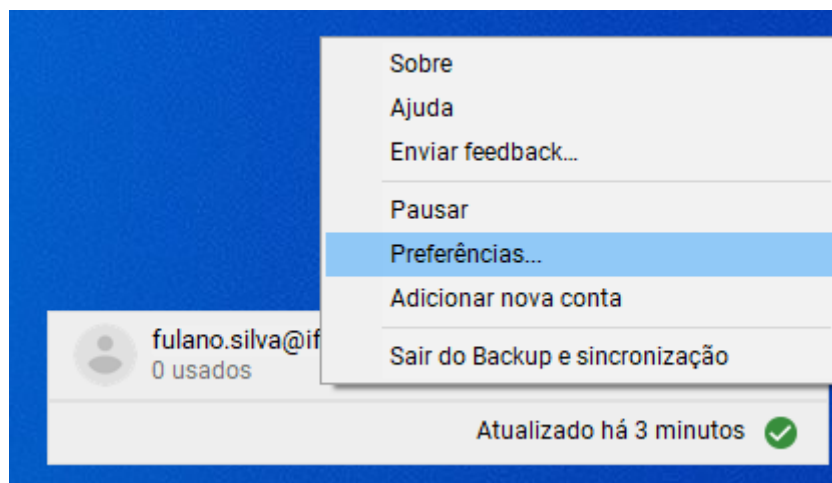 Sobre
Ajuda
Enviar feedback...
Pausar
Preferências...
Adicionar nova conta
Sair do Backup e sincronização
fulano.silva@if
0 usados
Atualizado há 3 minutos